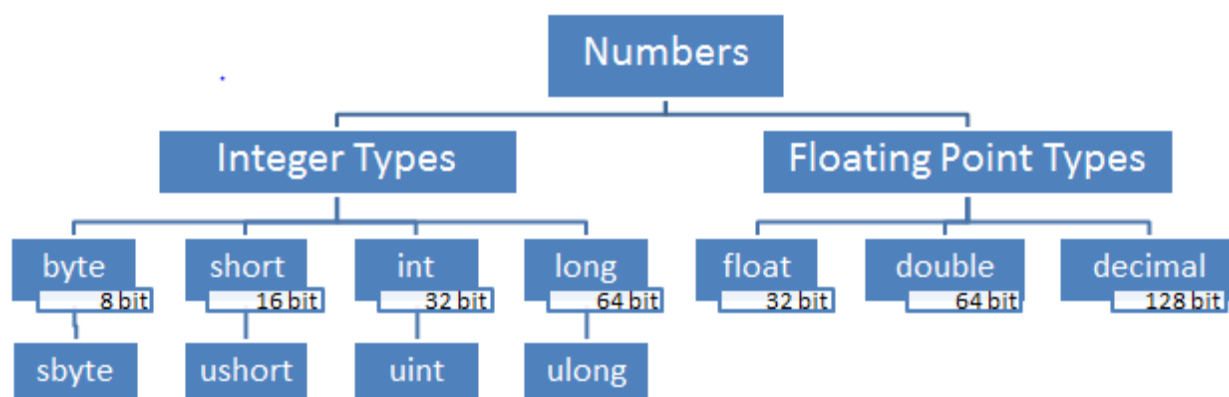 Numbers
Integer Types
Floating Point Types
byte
short
int
long
float
double
decimal
8 bit
16 bit
32 bit
64 bit
32 bit
64 bit
128 bit
sbyte
ushort
uint
ulong